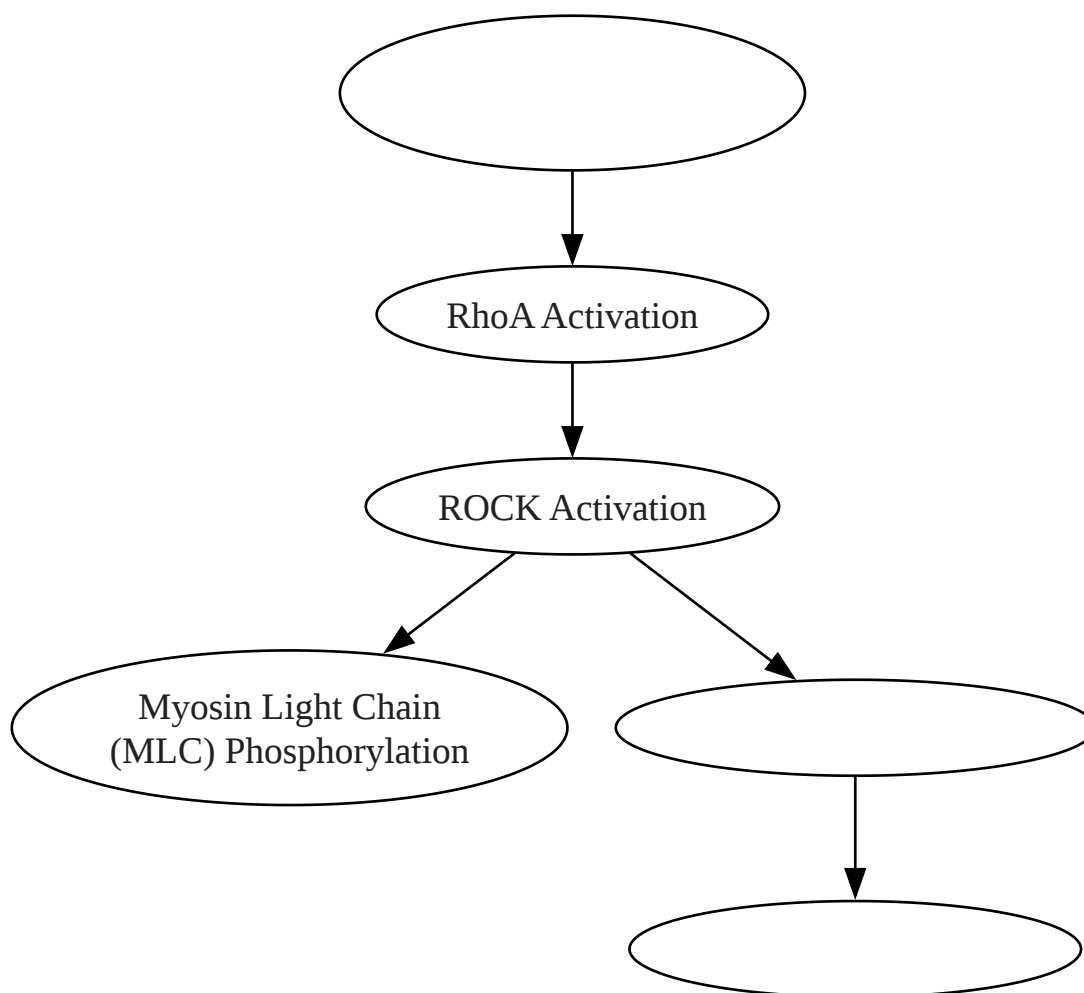 RhoA Activation
ROCK Activation
Myosin Light Chain
(MLC) Phosphorylation